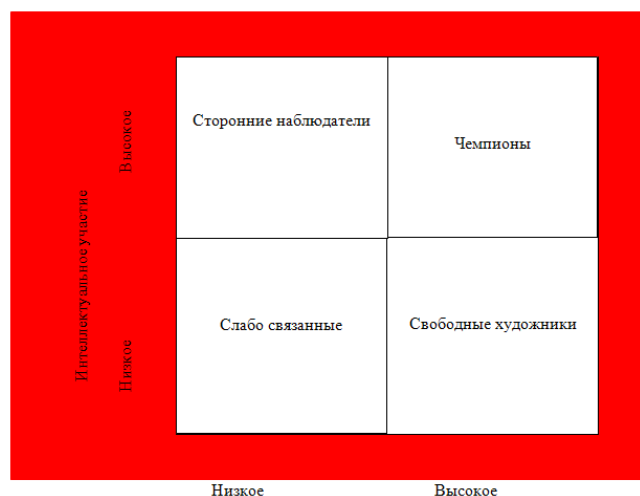 Интеллектуальное участие
Высокое
Низкое
Сторонние наблюдатели
Чемпионы
Слабо связанные
Свободные художники
Низкое
Высокое